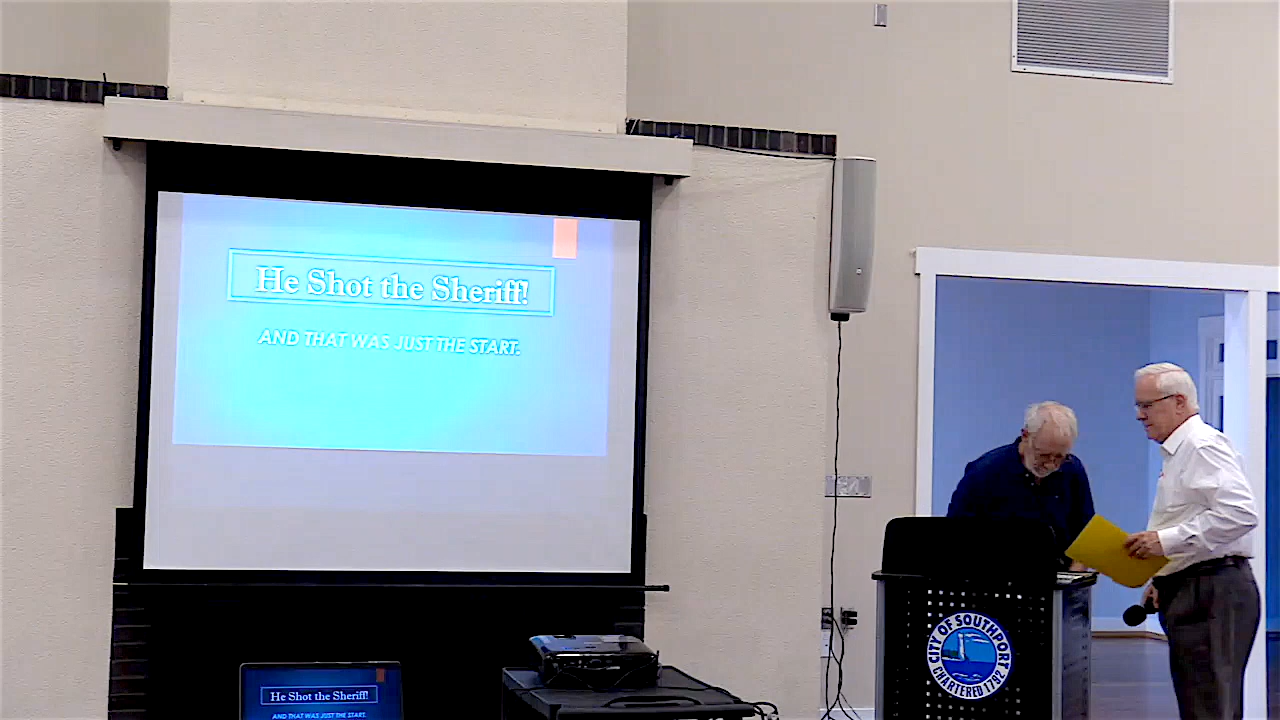 He Shot the Sheriff!
AND THAT WAS JUST THE START.
He Shot the Sheriff!
AND THAT WAS JUST THE START.
CITY OF SOUTHPORT
CHARTERED 1792